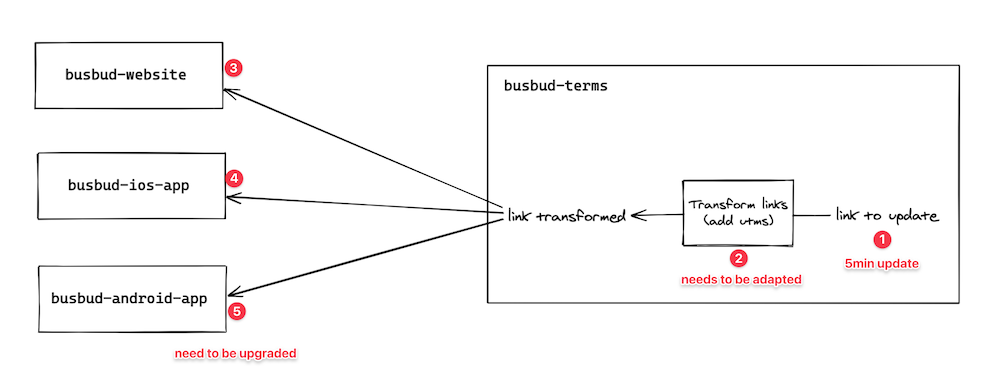 busbud-website
3
busbud-terms
busbud-ios-app
4
link transformed
Transform links
(add utms)
link to update
1
5min update
2
needs to be adapted
busbud-android-app
5
need to be upgraded